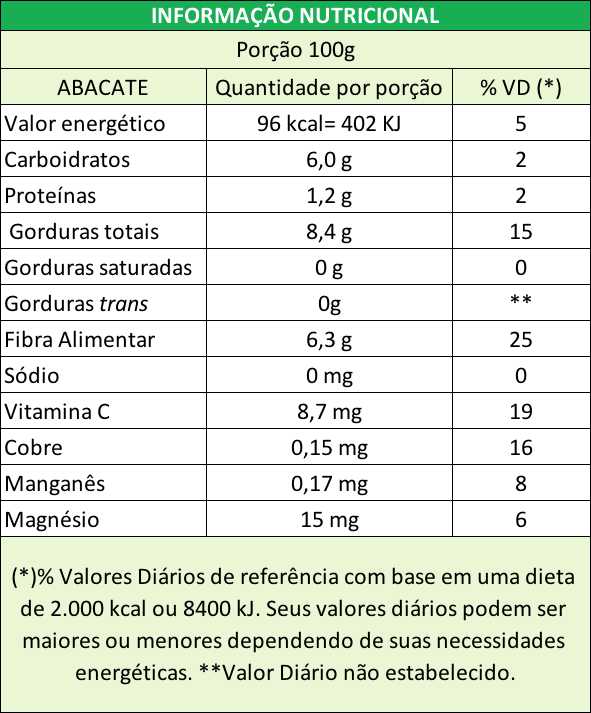 INFORMAÇÃO NUTRICIONAL
Porção 100g
ABACATE Quantidade por porção % VD (*)
Valor energético 96 kcal= 402 KJ 5
Carboidratos 6,0 g 2
Proteínas 1,2 g 2
Gorduras totais 8,4 g 15
Gorduras saturadas 0 g 0
Gorduras trans 0g **
Fibra Alimentar 6,3 g 25
Sódio 0 mg 0
Vitamina C 8,7 mg 19
Cobre 0,15 mg 16
Manganês 0,17 mg 8
Magnésio 15 mg 6
(*)% Valores Diários de referência com base em uma dieta
de 2.000 kcal ou 8400 kJ. Seus valores diários podem ser
maiores ou menores dependendo de suas necessidades
energéticas. **Valor Diário não estabelecido.